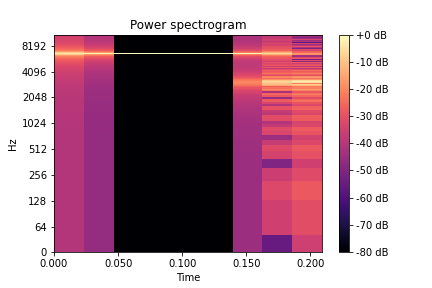 Power spectrogram
8192
4096
2048
1024
512
256
128
64
0
Hz
0.000 0.050 0.100 0.150 0.200
Time
+0 dB
-10 dB
-20 dB
-30 dB
-40 dB
-50 dB
-60 dB
-70 dB
-80 dB